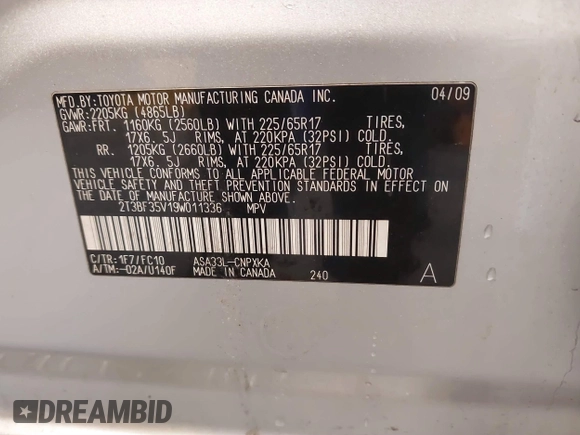 MFD.BY:TOYOTA MOTOR MANUFACTURING CANADA INC. 04/09
GVWR:2205KG (4865LB)
GAWR:FRT. 1160KG (2560LB) WITH 225/65R17 TIRES,
17X6.5J RIMS, AT 220KPA (32PSI) COLD.
RR. 1205KG (2660LB) WITH 225/65R17 TIRES,
17X6.5J RIMS, AT 220KPA (32PSI) COLD.
THIS VEHICLE CONFORMS TO ALL APPLICABLE FEDERAL MOTOR
VEHICLE SAFETY AND THEFT PREVENTION STANDARDS IN EFFECT ON
THE DATE OF MANUFACTURE SHOWN ABOVE.
2T3BF35V19W011336 MPV
C/TR:1F7/FC10 ASA33L-CNPXKA
A/TM:-02A/U140F MADE IN CANADA 240 A
DREAMBID